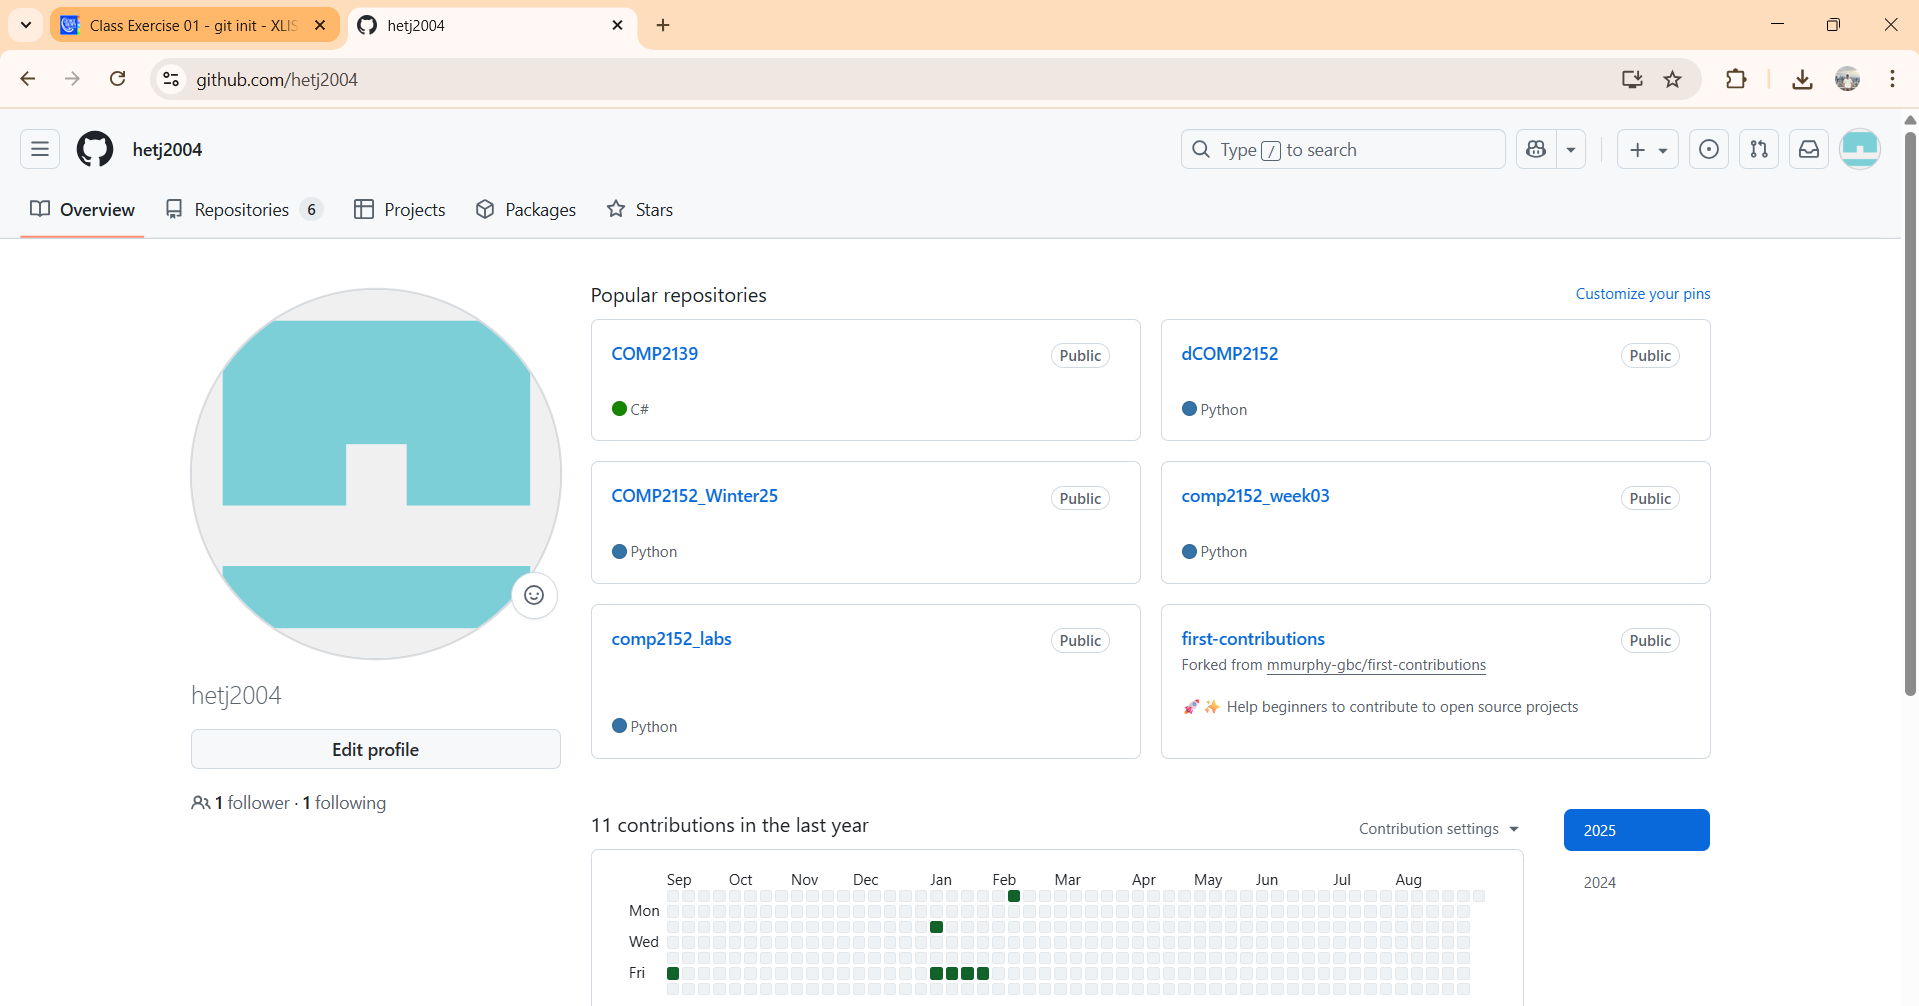 Class Exercise 01 - git init - XLIS
hetj2004
github.com/hetj2004
hetj2004
Type / to search
Overview
Repositories 6
Projects
Packages
Stars
Popular repositories
Customize your pins
COMP2139
Public
C#
dCOMP2152
Public
Python
COMP2152_Winter25
Public
Python
comp2152_week03
Public
Python
comp2152_labs
Public
Python
first-contributions
Public
Forked from mmurphy-gbc/first-contributions
🚀✨ Help beginners to contribute to open source projects
hetj2004
Edit profile
1 follower · 1 following
11 contributions in the last year
Contribution settings
2025
2024
Sep Oct Nov Dec Jan Feb Mar Apr May Jun Jul Aug
Mon
Wed
Fri